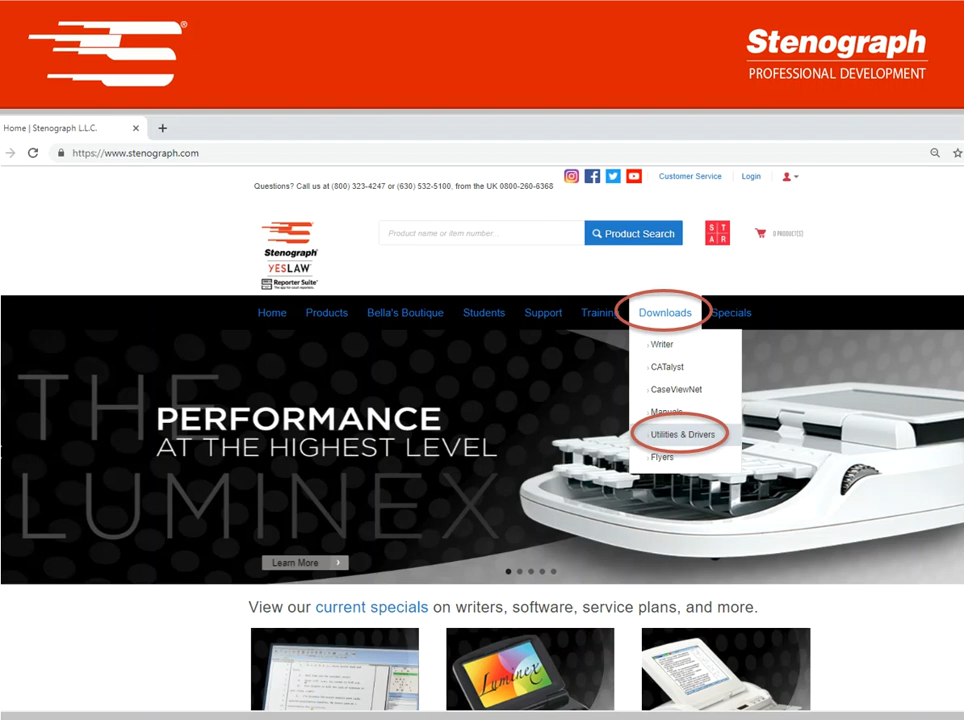 Stenograph
PROFESSIONAL DEVELOPMENT
Home | Stenograph L.L.C.
https://www.stenograph.com
Questions? Call us at (800) 323-4247 or (630) 532-5100, from the UK 0800-260-6368
Customer Service
Login
Product name or item number...
Product Search
ST
AR
0 PRODUCT(S)
Stenograph
YESLAW
Reporter Suite
Home Products Bella's Boutique Students Support Training Downloads Specials
Writer
CATalyst
CaseViewNet
Manuals
Utilities & Drivers
Flyers
THE
PERFORMANCE
AT THE HIGHEST LEVEL
LUMINEX
Learn More
View our current specials on writers, software, service plans, and more.
Luminex